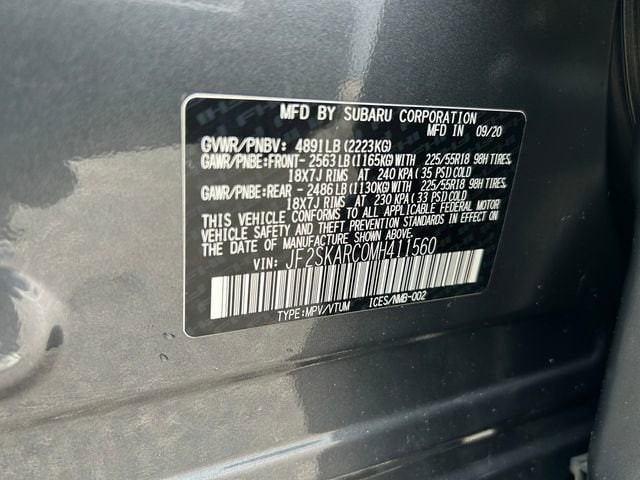 MFD BY SUBARU CORPORATION
MFD IN 09/20
GVWR/PNBV: 4891LB(2223KG)
GAWR/PNBE:FRONT- 2563LB(1165KG)WITH 225/55R18 98H TIRES,
18X7J RIMS AT 240 KPA(35 PSI)COLD
GAWR/PNBE:REAR - 2486LB(1130KG)WITH 225/55R18 98H TIRES,
18X7J RIMS AT 230 KPA(33 PSI)COLD
THIS VEHICLE CONFORMS TO ALL APPLICABLE FEDERAL MOTOR
VEHICLE SAFETY AND THEFT PREVENTION STANDARDS IN EFFECT ON
THE DATE OF MANUFACTURE SHOWN ABOVE.
VIN: JF2SKARC0MH411560
TYPE:MPV/VTUM ICES/NMB-002